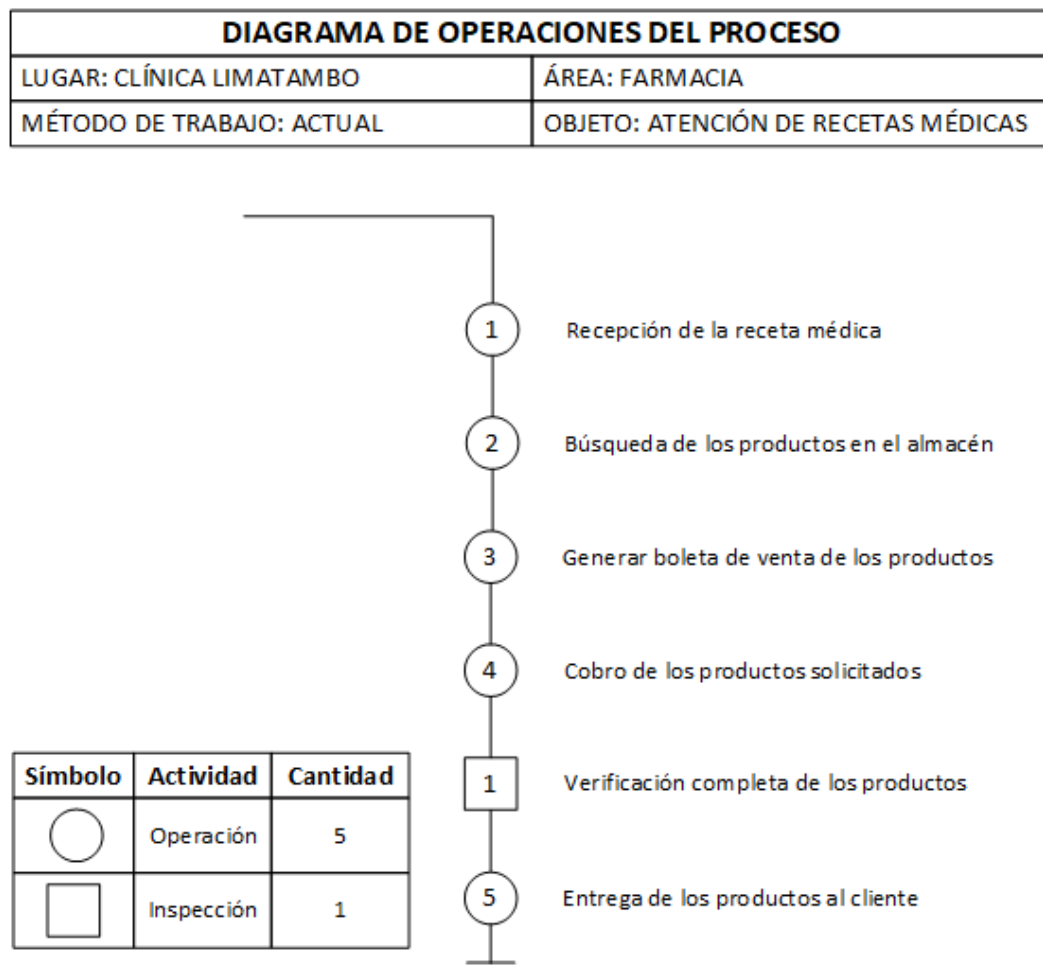 DIAGRAMA DE OPERACIONES DEL PROCESO
LUGAR: CLÍNICA LIMATAMBO
ÁREA: FARMACIA
MÉTODO DE TRABAJO: ACTUAL
OBJETO: ATENCIÓN DE RECETAS MÉDICAS
1 Recepción de la receta médica
2 Búsqueda de los productos en el almacén
3 Generar boleta de venta de los productos
4 Cobro de los productos solicitados
1 Verificación completa de los productos
5 Entrega de los productos al cliente
Símbolo Actividad Cantidad
Operación 5
Inspección 1